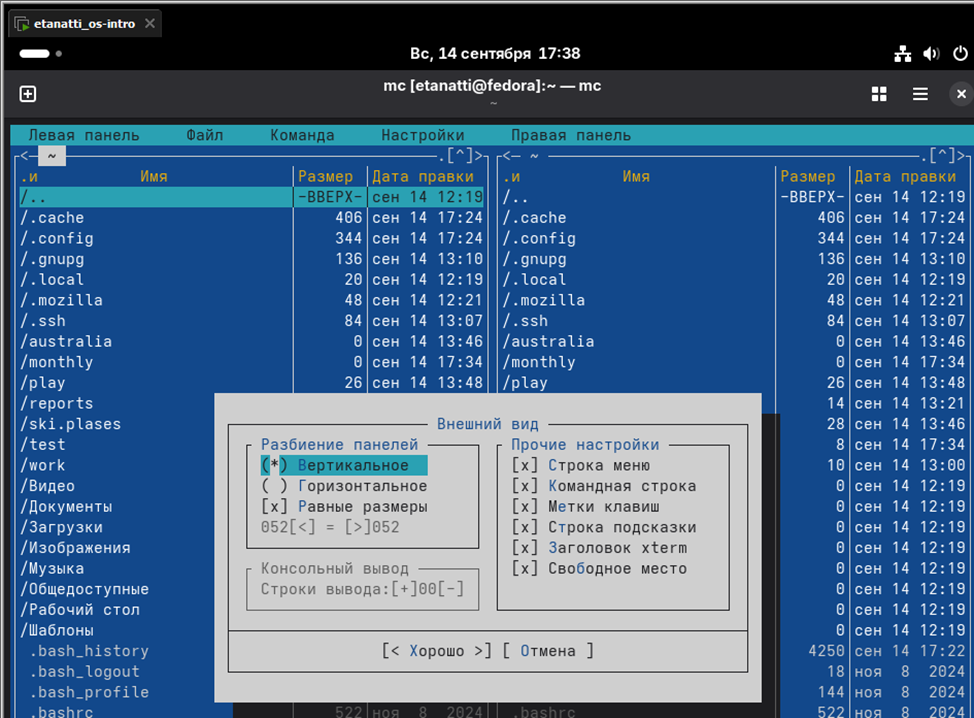 etanatti_os-intro
Вс, 14 сентября 17:38
mc [etanatti@fedora]:~ — mc
~
Левая панель Файл Команда Настройки Правая панель
<— ~ .[^]> <— ~ .[^]>
.и Имя Размер Дата правки .и Имя Размер Дата правки
/.. -ВВЕРХ- сен 14 12:19 /.. -ВВЕРХ- сен 14 12:19
/.cache 406 сен 14 17:24 /.cache 406 сен 14 17:24
/.config 344 сен 14 17:24 /.config 344 сен 14 17:24
/.gnupg 136 сен 14 13:10 /.gnupg 136 сен 14 13:10
/.local 20 сен 14 12:19 /.local 20 сен 14 12:19
/.mozilla 48 сен 14 12:21 /.mozilla 48 сен 14 12:21
/.ssh 84 сен 14 13:07 /.ssh 84 сен 14 13:07
/australia 0 сен 14 13:46 /australia 0 сен 14 13:46
/monthly 0 сен 14 17:34 /monthly 0 сен 14 17:34
/play 26 сен 14 13:48 /play 26 сен 14 13:48
/reports 14 сен 14 13:21
/ski.plases Внешний вид 28 сен 14 13:46
/test Разбиение панелей Прочие настройки 8 сен 14 17:34
/work (*) Вертикальное [x] Строка меню 10 сен 14 13:00
/Видео ( ) Горизонтальное [x] Командная строка 0 сен 14 12:19
/Документы [x] Равные размеры [x] Метки клавиш 0 сен 14 12:19
/Загрузки 052[<] = [>]052 [x] Строка подсказки 0 сен 14 12:19
/Изображения [x] Заголовок xterm 0 сен 14 12:19
/Музыка Консольный вывод [x] Свободное место 0 сен 14 12:19
/Общедоступные Строки вывода:[+]00[-] 0 сен 14 12:19
/Рабочий стол 0 сен 14 12:19
/Шаблоны 0 сен 14 12:19
.bash_history [< Хорошо >] [ Отмена ] 4250 сен 14 17:22
.bash_logout 18 ноя 8 2024
.bash_profile 144 ноя 8 2024
.bashrc 522 ноя 8 2024 .bashrc 522 ноя 8 2024